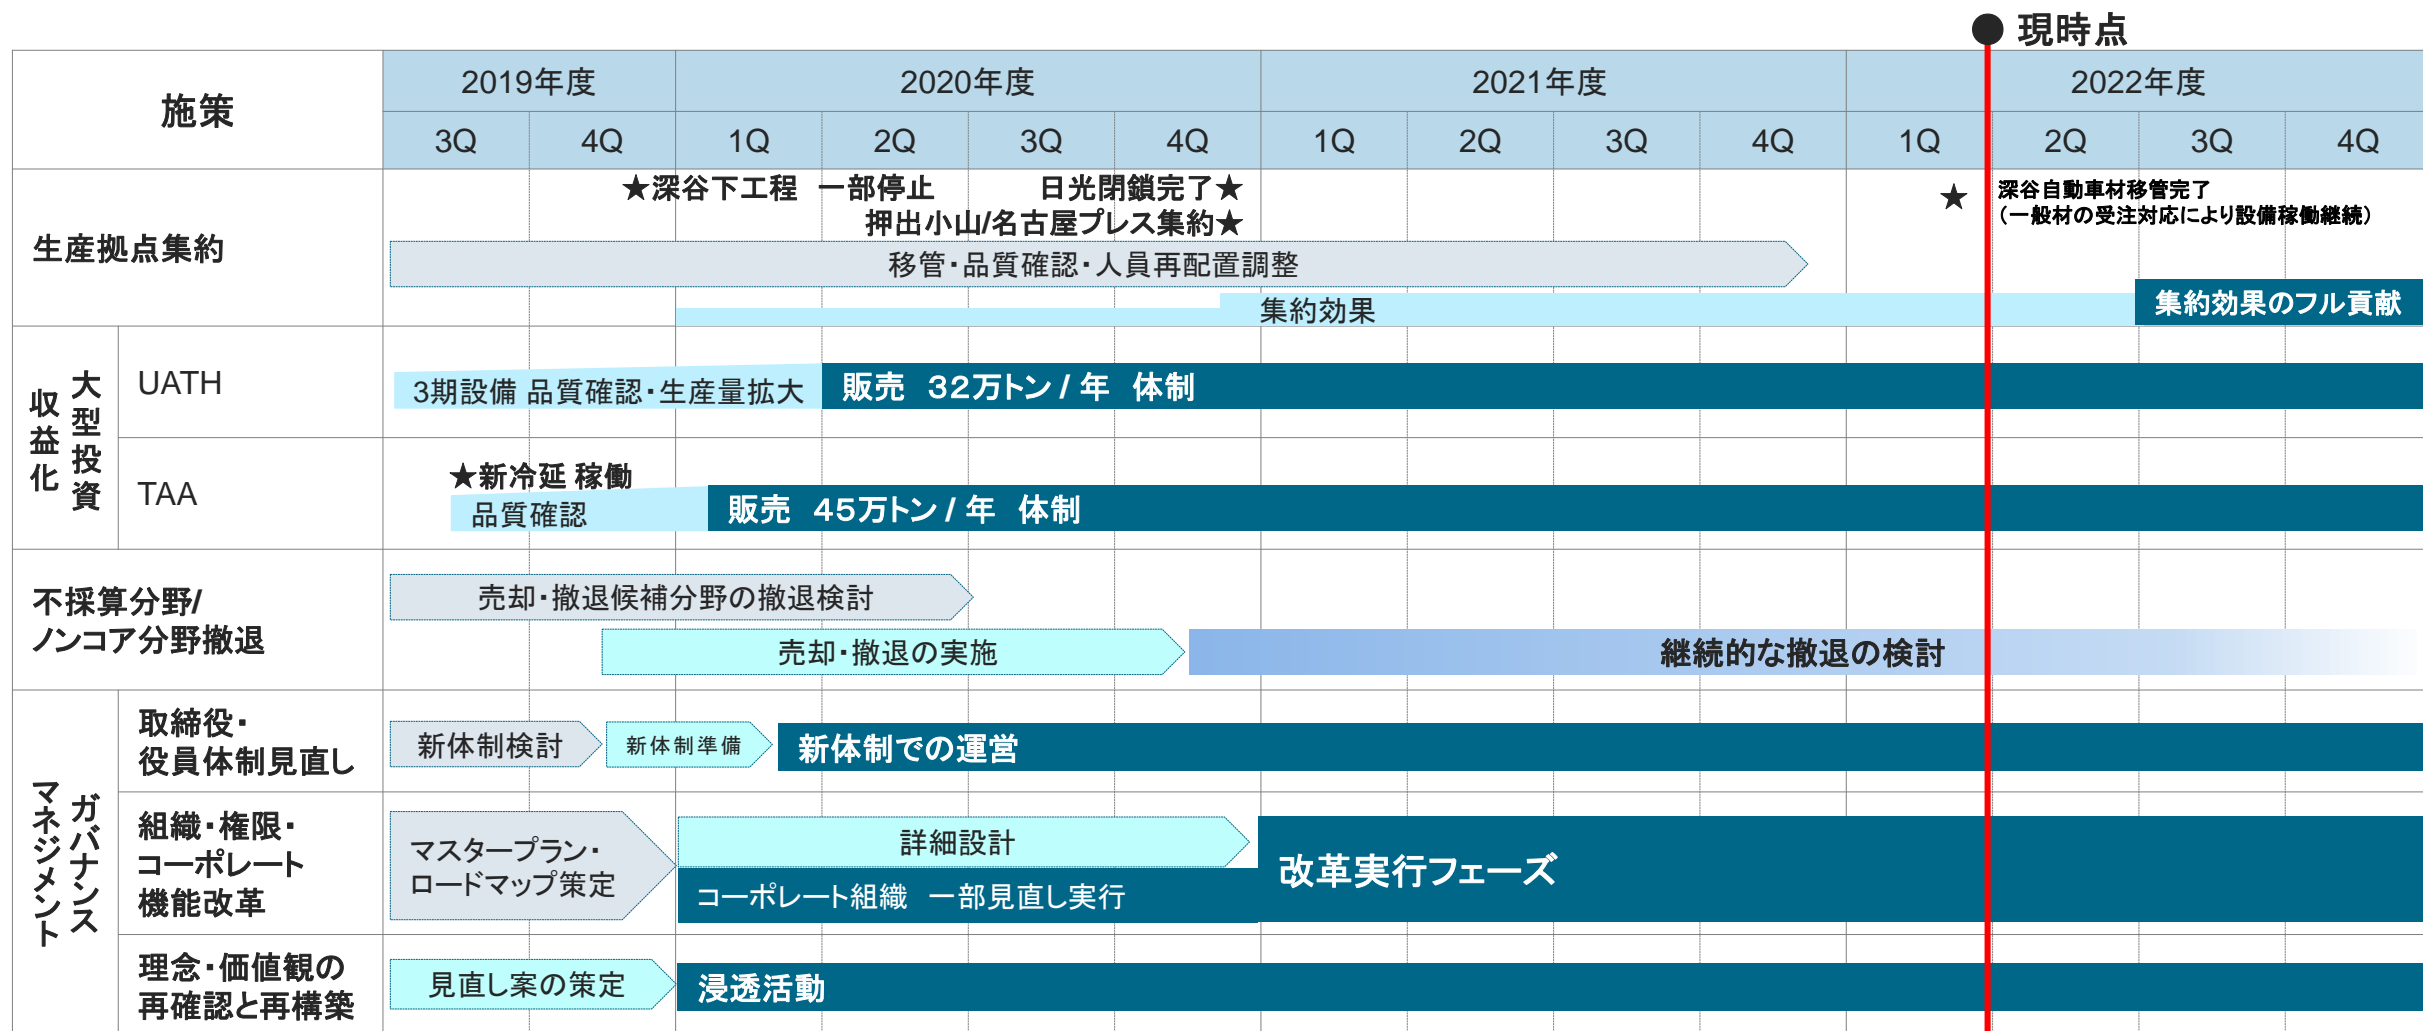 ●現時点
施策
2019年度
2020年度
2021年度
2022年度
3Q 4Q 1Q 2Q 3Q 4Q 1Q 2Q 3Q 4Q 1Q 2Q 3Q 4Q
生産拠点集約
★深谷下工程　一部停止
日光閉鎖完了★
押出小山/名古屋プレス集約★
★
深谷自動車材移管完了
（一般材の受注対応により設備稼働継続）
移管・品質確認・人員再配置調整
集約効果
集約効果のフル貢献
大型投資
収益化
UATH
3期設備 品質確認・生産量拡大
販売　32万トン / 年　体制
TAA
★新冷延 稼働
品質確認
販売　45万トン / 年　体制
不採算分野/
ノンコア分野撤退
売却・撤退候補分野の撤退検討
売却・撤退の実施
継続的な撤退の検討
ガバナンス
マネジメント
取締役・
役員体制見直し
新体制検討
新体制準備
新体制での運営
組織・権限・
コーポレート
機能改革
マスタープラン・
ロードマップ策定
詳細設計
コーポレート組織　一部見直し実行
改革実行フェーズ
理念・価値観の
再確認と再構築
見直し案の策定
浸透活動